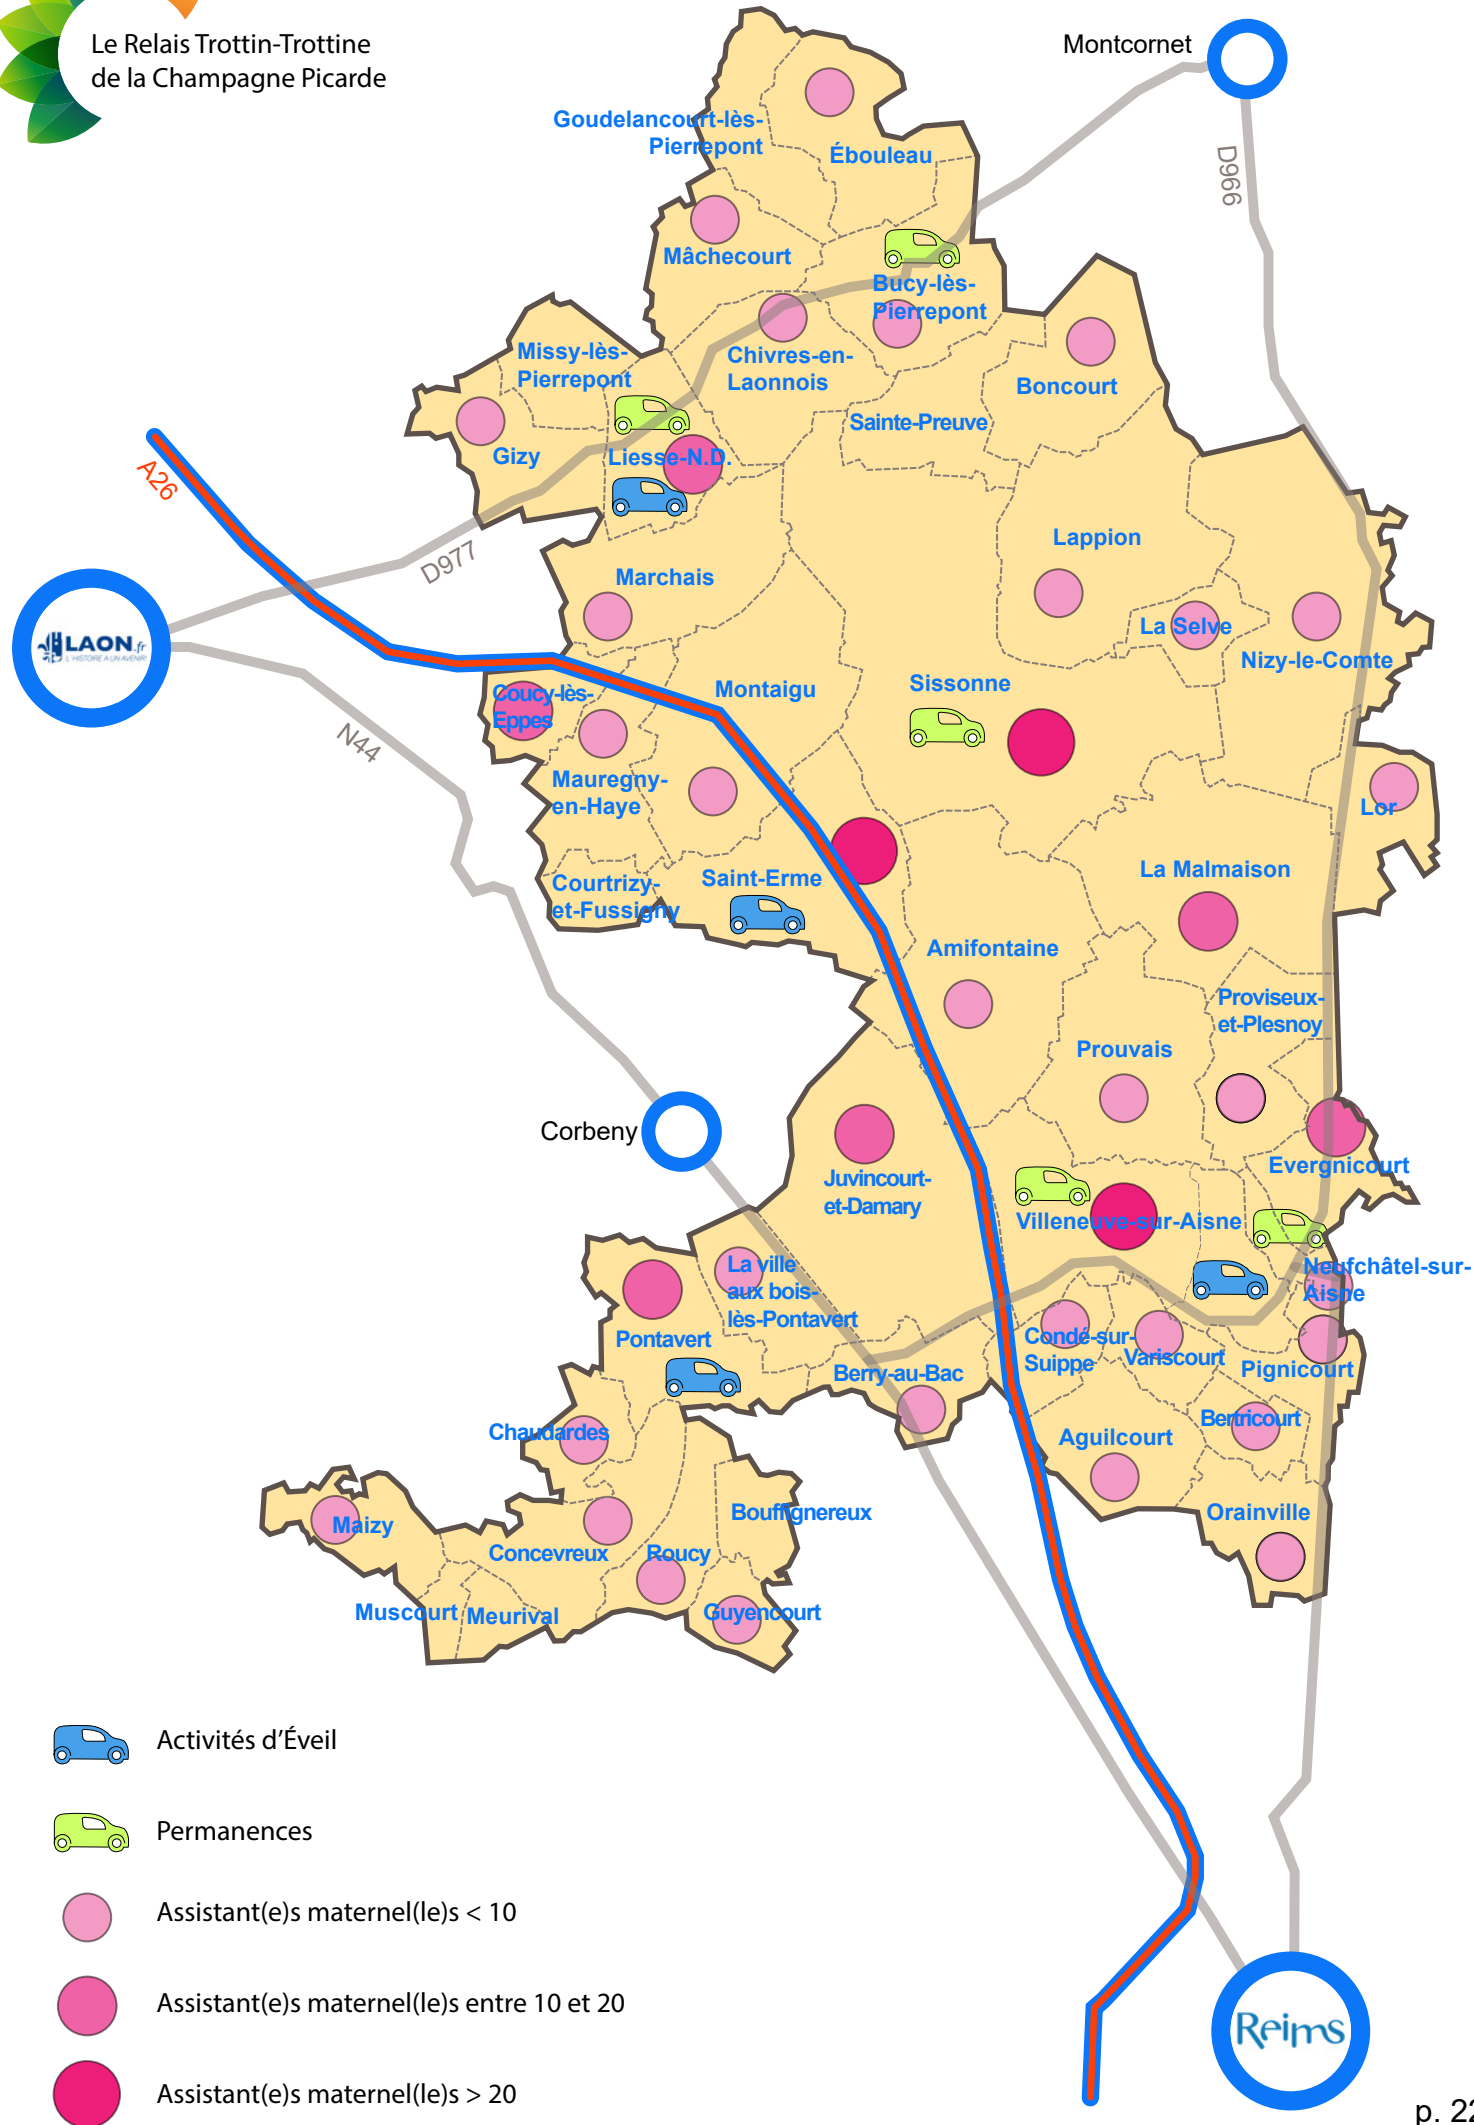 Le Relais Trottin-Trottine
de la Champagne Picarde
Montcornet
D966
Goudelancourt-lès-
Pierrepont
Ébouleau
Mâchecourt
Bucy-lès-
Pierrepont
Missy-lès-
Pierrepont
Chivres-en-
Laonnois
Boncourt
Sainte-Preuve
Gizy
Liesse-N.D.
A26
D977
Lappion
Marchais
La Selve
Nizy-le-Comte
LAON.fr
L'HISTOIRE A UN AVENIR
Coucy-lès-
Eppes
Montaigu
Sissonne
N44
Mauregny-
en-Haye
Lor
Courtrizy-
et-Fussigny
Saint-Erme
La Malmaison
Amifontaine
Proviseux-
et-Plesnoy
Prouvais
Corbeny
Juvincourt-
et-Damary
Evergnicourt
Villeneuve-sur-Aisne
La ville
aux bois-
lès-Pontavert
Neufchâtel-sur-
Aisne
Pontavert
Condé-sur-
Suippe
Variscourt
Pignicourt
Berry-au-Bac
Chaudardes
Aguilcourt
Bertricourt
Maizy
Bouffignereux
Orainville
Concevreux
Roucy
Muscourt
Meurival
Guyencourt
Activités d'Éveil
Permanences
Assistant(e)s maternel(le)s < 10
Assistant(e)s maternel(le)s entre 10 et 20
Assistant(e)s maternel(le)s > 20
Reims
p. 22